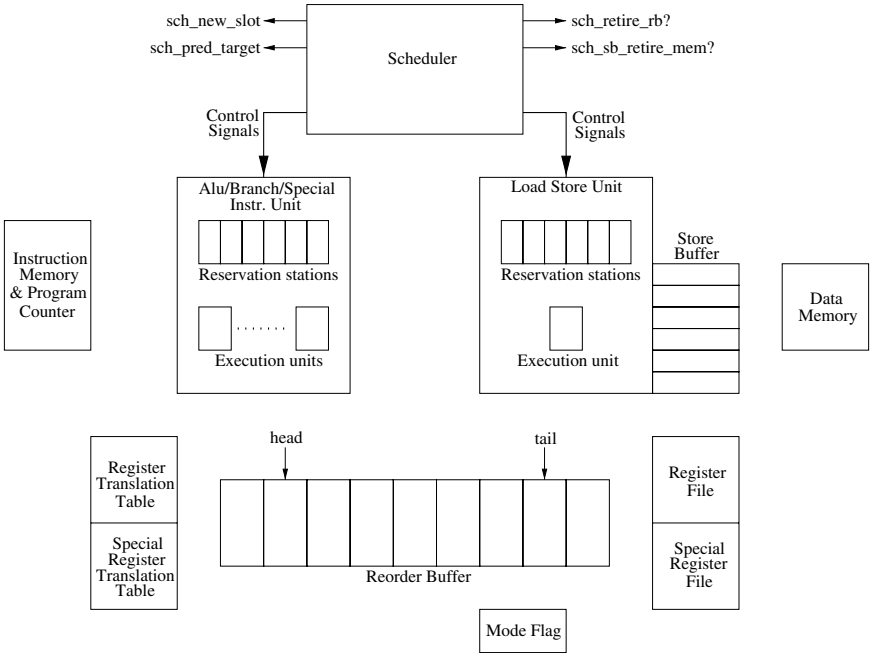 sch_new_slot
sch_retire_rb?
sch_pred_target
sch_sb_retire_mem?
Scheduler
Control
Signals
Control
Signals
Alu/Branch/Special
Instr. Unit
Reservation stations
Execution units
Load Store Unit
Reservation stations
Execution unit
Store
Buffer
Instruction
Memory
& Program
Counter
Data
Memory
head
tail
Register
Translation
Table
Special
Register
Translation
Table
Reorder Buffer
Register
File
Special
Register
File
Mode Flag